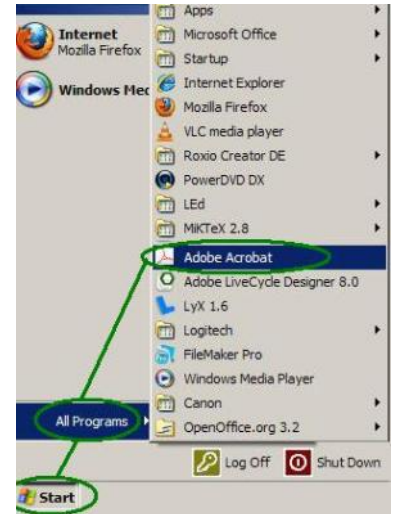 Internet
Mozilla Firefox
Windows Med
Apps
Microsoft Office
Startup
Internet Explorer
Mozilla Firefox
VLC media player
Roxio Creator DE
PowerDVD DX
LEd
MiKTeX 2.8
Adobe Acrobat
Adobe LiveCycle Designer 8.0
LyX 1.6
Logitech
FileMaker Pro
Windows Media Player
Canon
OpenOffice.org 3.2
All Programs
Log Off
Shut Down
Start